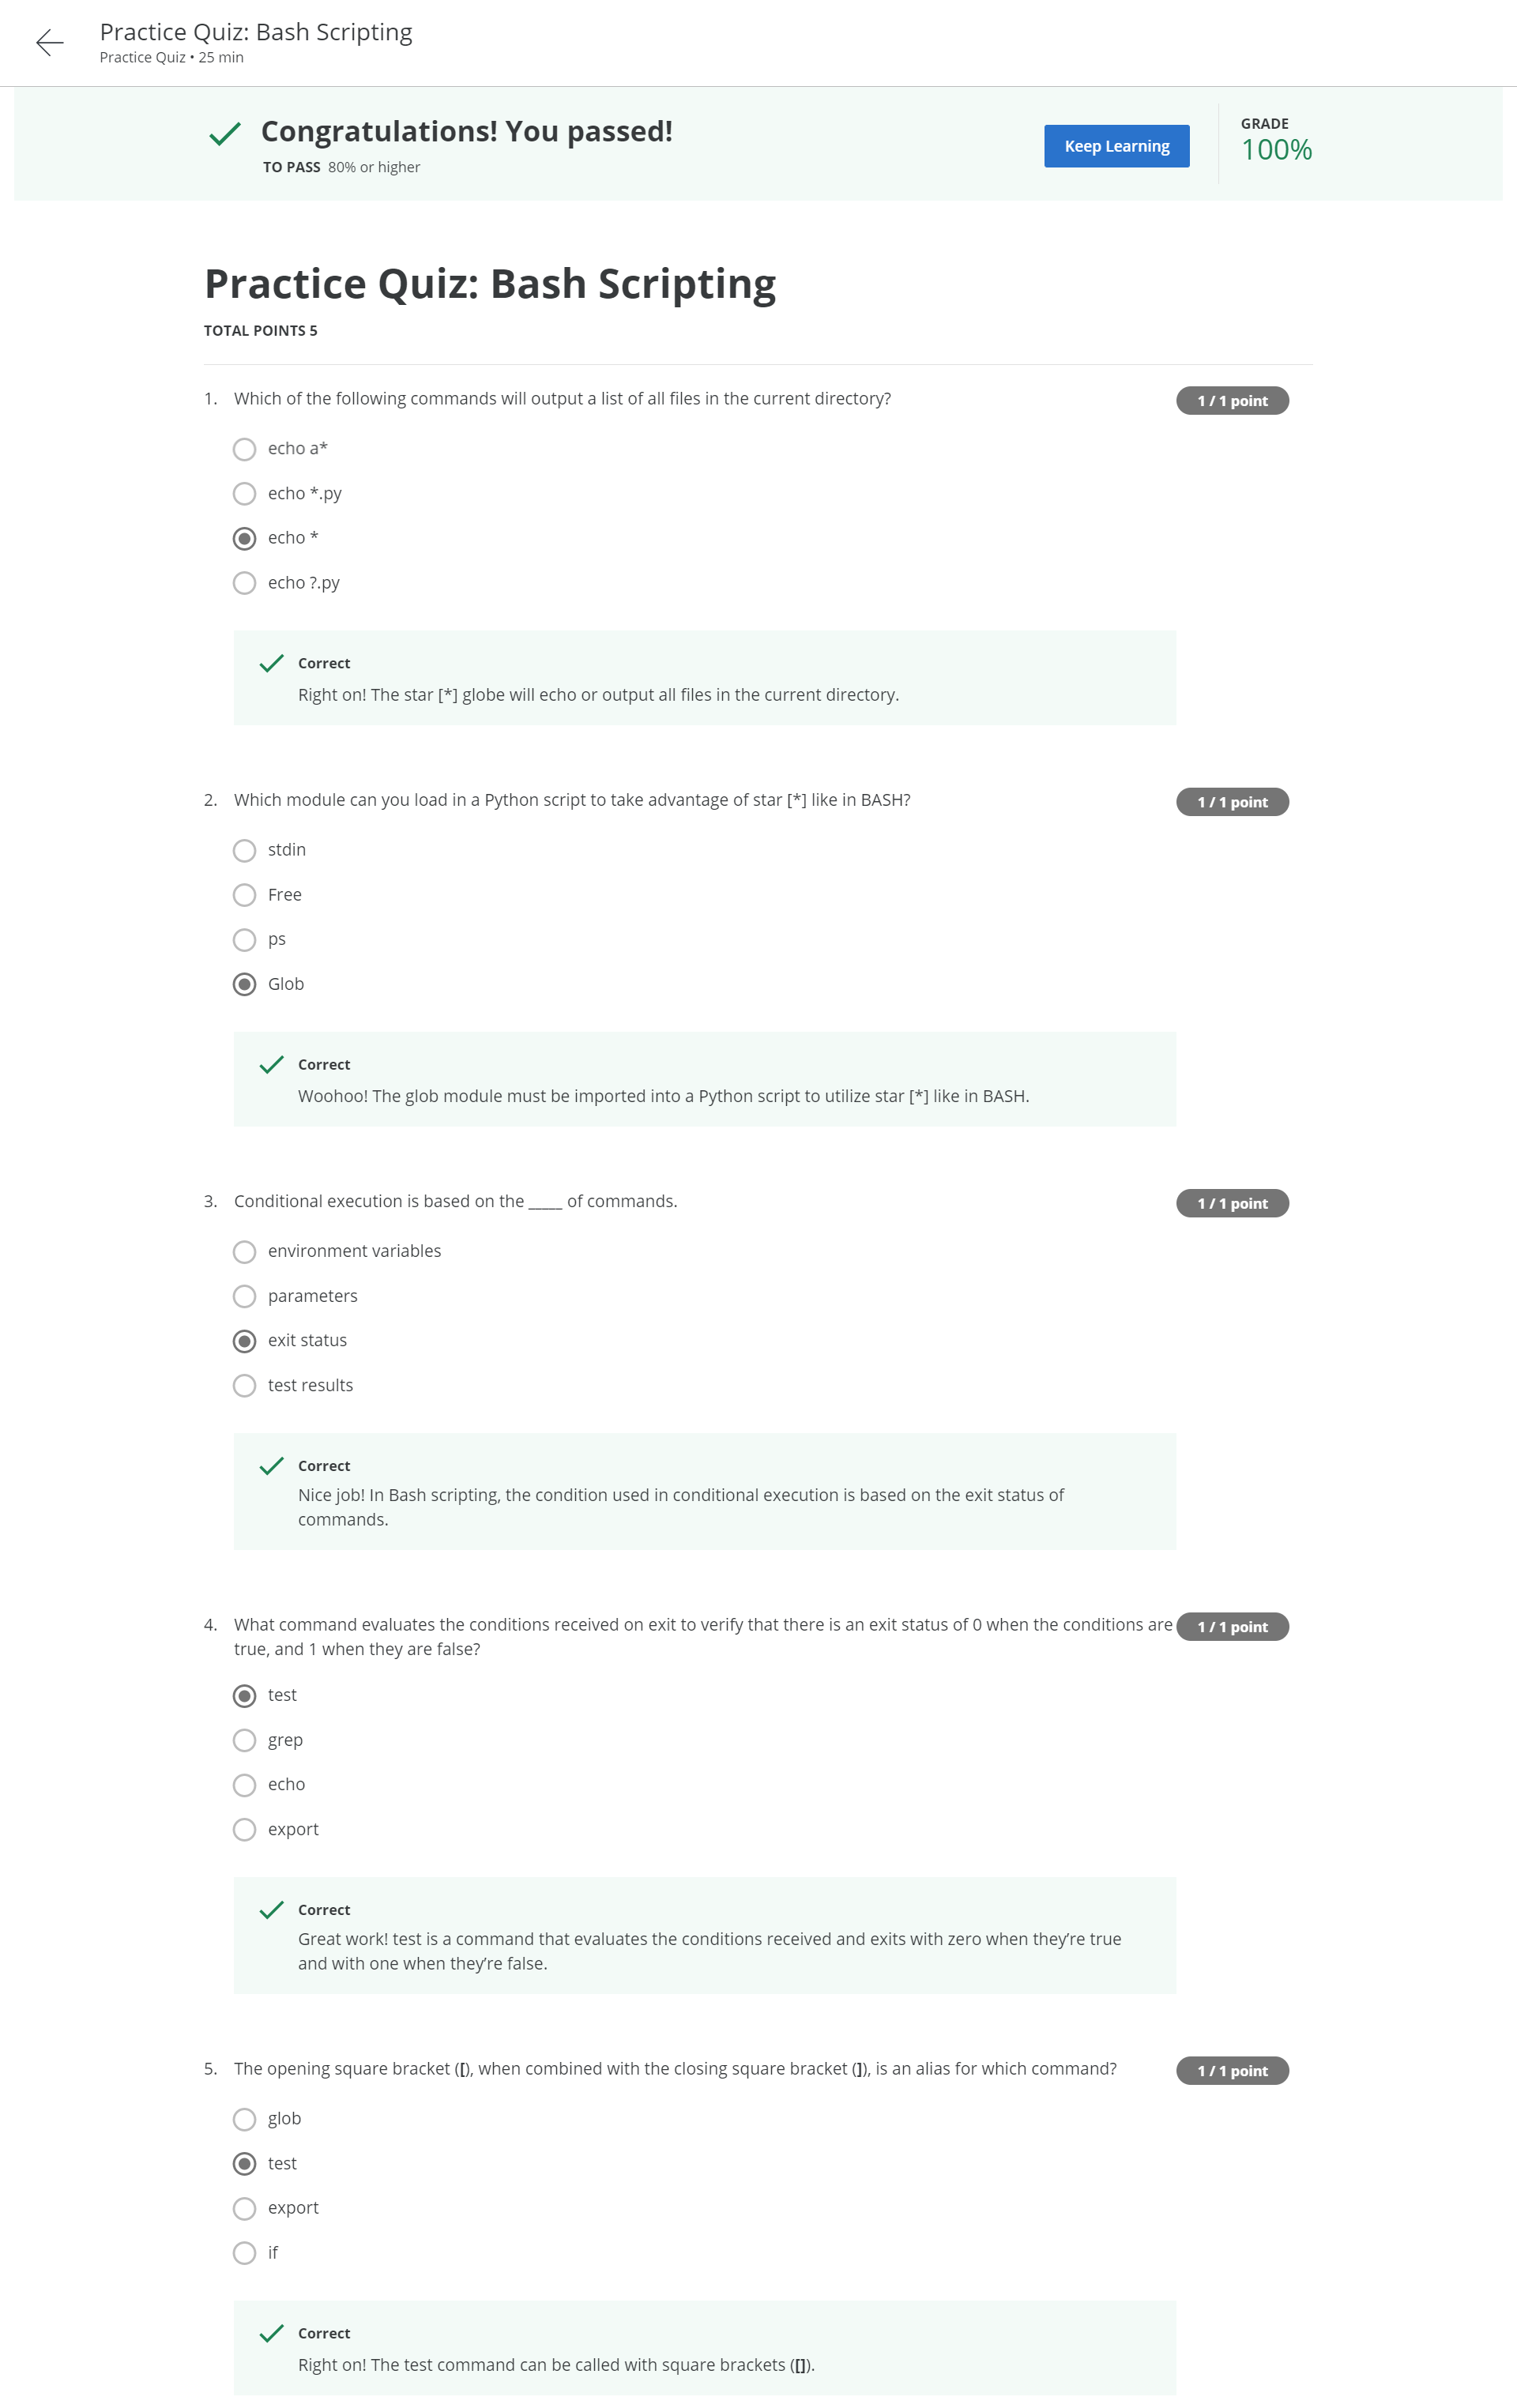 Practice Quiz: Bash Scripting
Practice Quiz • 25 min
Congratulations! You passed!
TO PASS 80% or higher
Keep Learning
GRADE
100%
Practice Quiz: Bash Scripting
TOTAL POINTS 5
1. Which of the following commands will output a list of all files in the current directory?
1 / 1 point
echo a*
echo *.py
echo *
echo ?.py
Correct
Right on! The star [*] globe will echo or output all files in the current directory.
2. Which module can you load in a Python script to take advantage of star [*] like in BASH?
1 / 1 point
stdin
Free
ps
Glob
Correct
Woohoo! The glob module must be imported into a Python script to utilize star [*] like in BASH.
3. Conditional execution is based on the _____ of commands.
1 / 1 point
environment variables
parameters
exit status
test results
Correct
Nice job! In Bash scripting, the condition used in conditional execution is based on the exit status of
commands.
4. What command evaluates the conditions received on exit to verify that there is an exit status of 0 when the conditions are
true, and 1 when they are false?
1 / 1 point
test
grep
echo
export
Correct
Great work! test is a command that evaluates the conditions received and exits with zero when they’re true
and with one when they’re false.
5. The opening square bracket ([), when combined with the closing square bracket (]), is an alias for which command?
1 / 1 point
glob
test
export
if
Correct
Right on! The test command can be called with square brackets ([]).